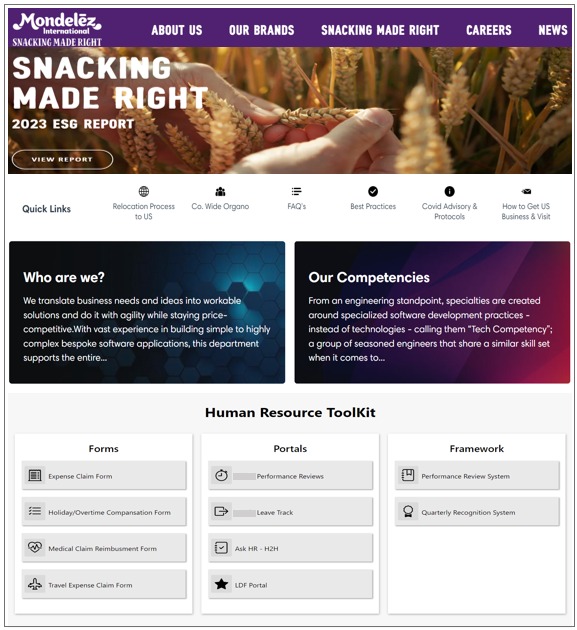 Mondelēz
International
SNACKING MADE RIGHT
ABOUT US
OUR BRANDS
SNACKING MADE RIGHT
CAREERS
NEWS
SNACKING
MADE RIGHT
2023 ESG REPORT
VIEW REPORT
Quick Links
Relocation Process
to US
Co. Wide Organo
FAQ's
Best Practices
Covid Advisory &
Protocols
How to Get US
Business & Visit
Who are we?
We translate business needs and ideas into workable
solutions and do it with agility while staying price-
competitive.With vast experience in building simple to highly
complex bespoke software applications, this department
supports the entire...
Our Competencies
From an engineering standpoint, specialties are created
around specialized software development practices -
instead of technologies - calling them "Tech Competency";
a group of seasoned engineers that share a similar skill set
when it comes to...
Human Resource ToolKit
Forms
Expense Claim Form
Holiday/Overtime Compansation Form
Medical Claim Reimbusment Form
Travel Expense Claim Form
Portals
Performance Reviews
Leave Track
Ask HR - H2H
LDF Portal
Framework
Performance Review System
Quarterly Recognition System